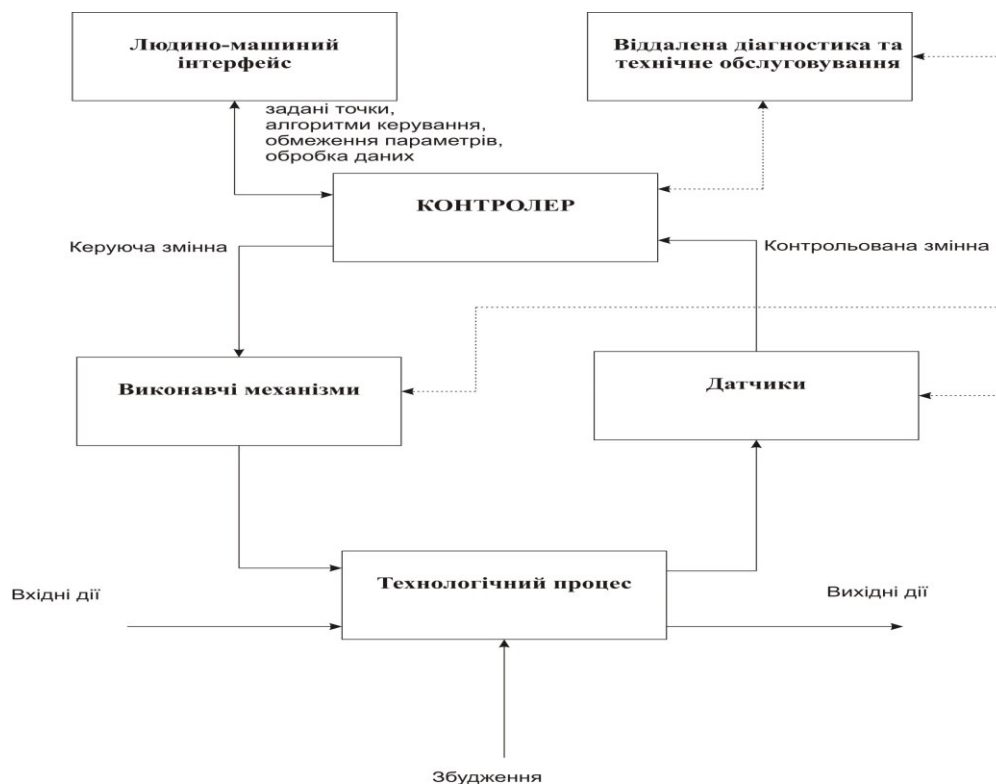 Людино-машиний
інтерфейс
Віддалена діагностика та
технічне обслуговування
задані точки,
алгоритми керування,
обмеження параметрів,
обробка даних
КОНТРОЛЕР
Керуюча змінна
Контрольована змінна
Виконавчі механізми
Датчики
Технологічний процес
Вхідні дії
Вихідні дії
Збудження